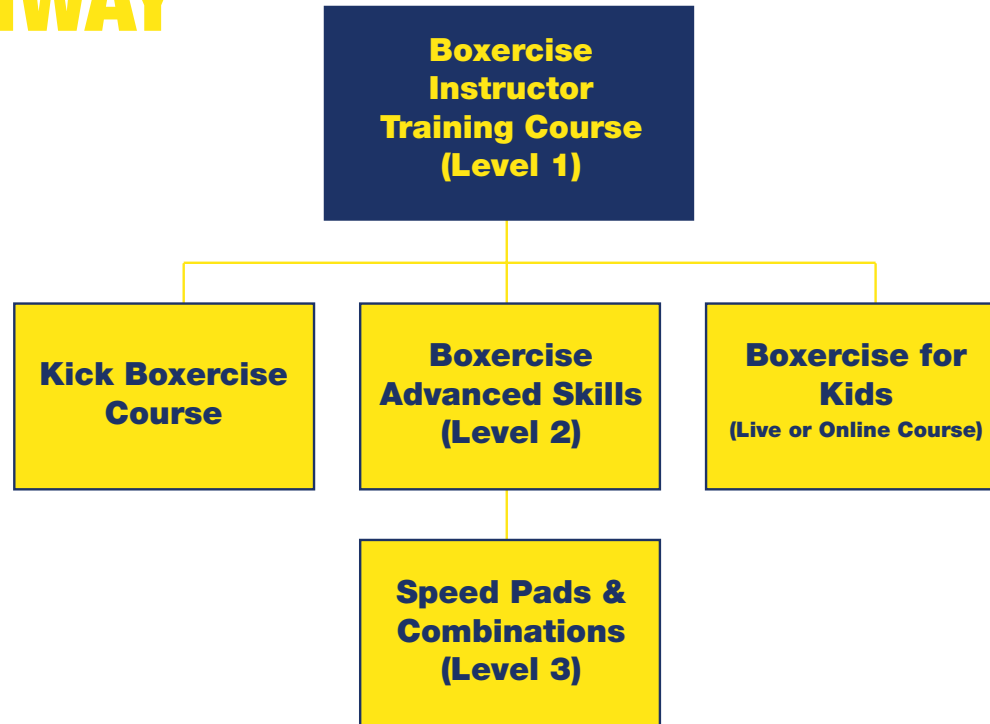 Boxercise
Instructor
Training Course
(Level 1)
Kick Boxercise
Course
Boxercise
Advanced Skills
(Level 2)
Boxercise for
Kids
(Live or Online Course)
Speed Pads &
Combinations
(Level 3)